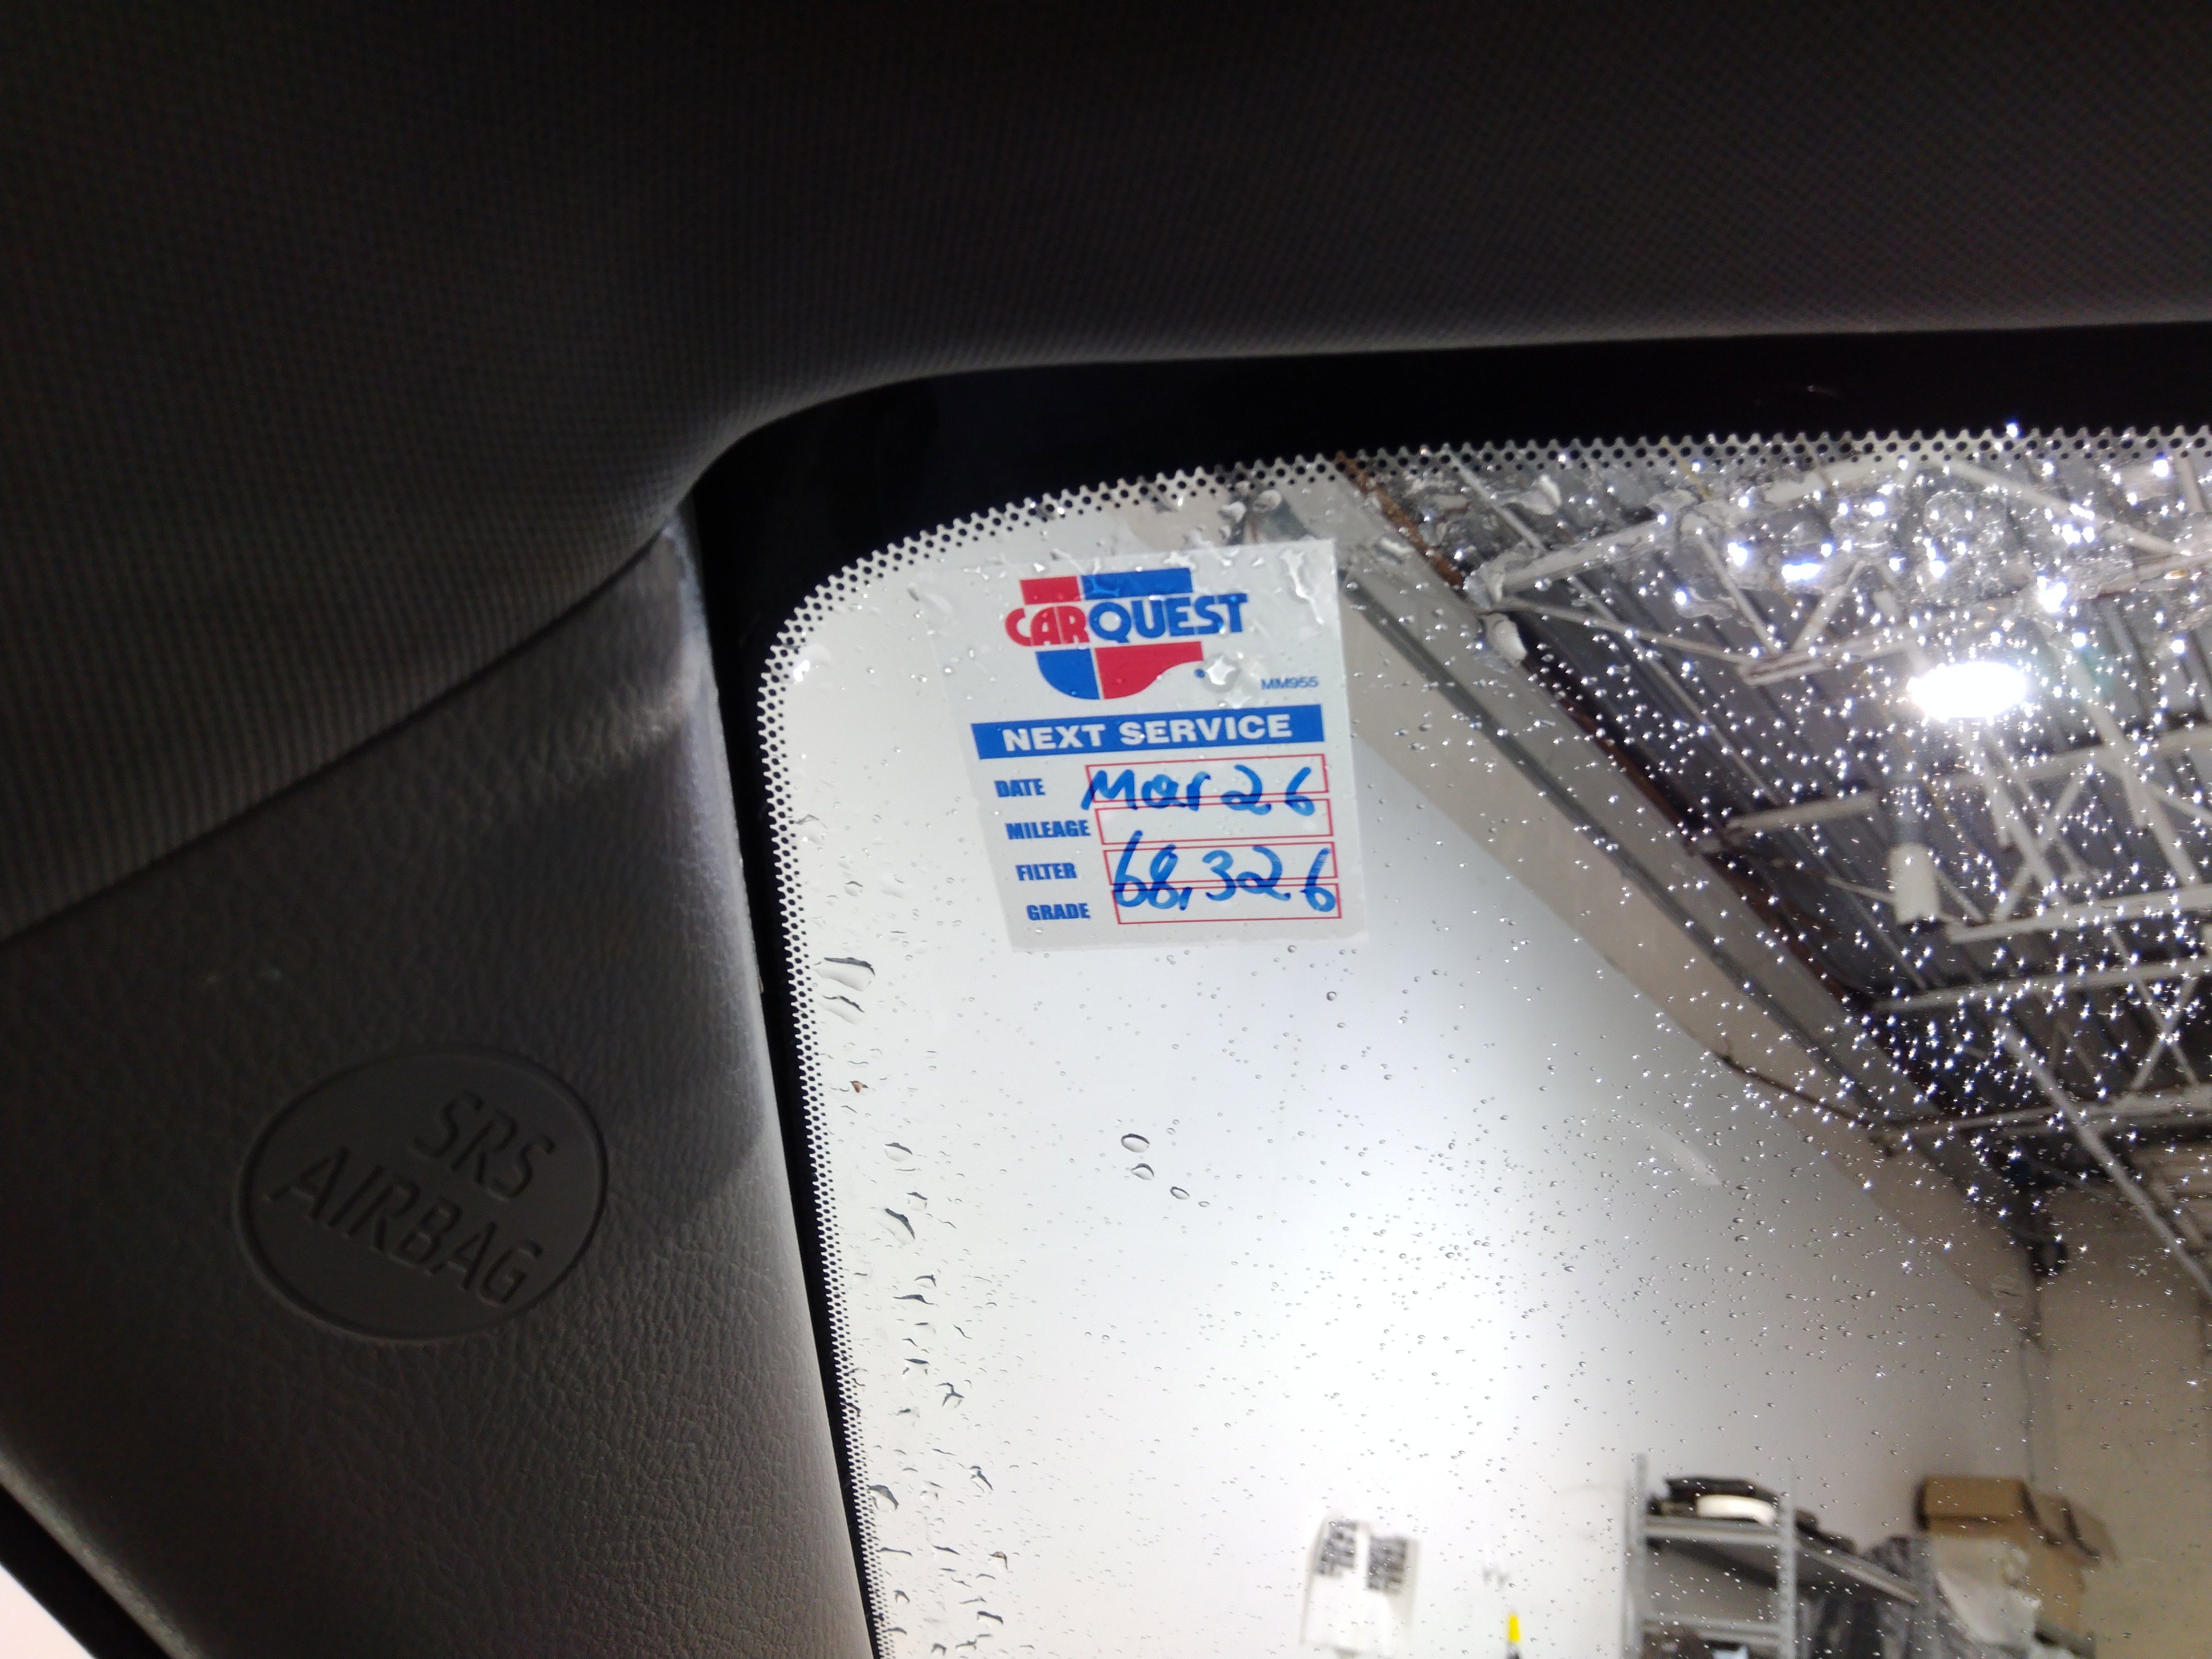 CARQUEST
MM955
NEXT SERVICE
DATE Mar 26
MILEAGE
FILTER 68,326
GRADE
SRS
AIRBAG